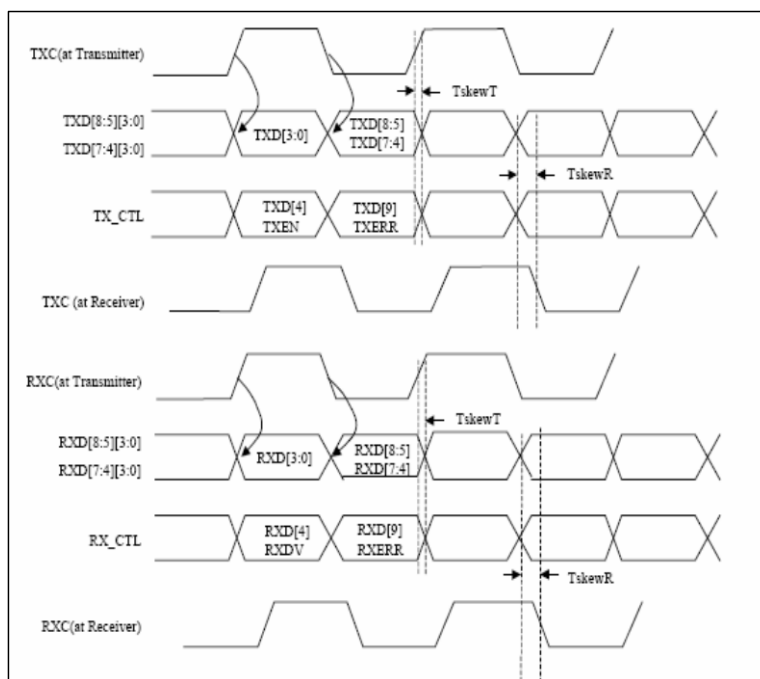 TXC(at Transmitter)
TskewT
TXD[8:5][3:0]
TXD[7:4][3:0]
TXD[3:0]
TXD[8:5]
TXD[7:4]
TskewR
TX_CTL
TXD[4]
TXEN
TXD[9]
TXERR
TXC (at Receiver)
RXC(at Transmitter)
TskewT
RXD[8:5][3:0]
RXD[7:4][3:0]
RXD[3:0]
RXD[8:5]
RXD[7:4]
RX_CTL
RXD[4]
RXDV
RXD[9]
RXERR
TskewR
RXC(at Receiver)